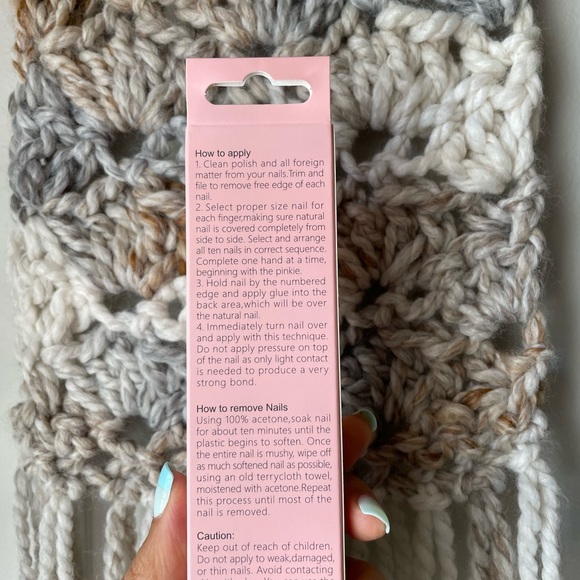 How to apply
1. Clean polish and all foreign
matter from your nails.Trim and
file to remove free edge of each
nail.
2. Select proper size nail for
each finger,making sure natural
nail is covered completely from
side to side. Select and arrange
all ten nails in correct sequence.
Complete one hand at a time,
beginning with the pinkie.
3. Hold nail by the numbered
edge and apply glue into the
back area,which will be over
the natural nail.
4. Immediately turn nail over
and apply with this technique.
Do not apply pressure on top
of the nail as only light contact
is needed to produce a very
strong bond.
How to remove Nails
Using 100% acetone,soak nail
for about ten minutes until the
plastic begins to soften. Once
the entire nail is mushy, wipe off
as much softened nail as possible,
using an old terrycloth towel,
moistened with acetone.Repeat
this process until most of the
nail is removed.
Caution:
Keep out of reach of children.
Do not apply to weak,damaged,
or thin nails. Avoid contacting